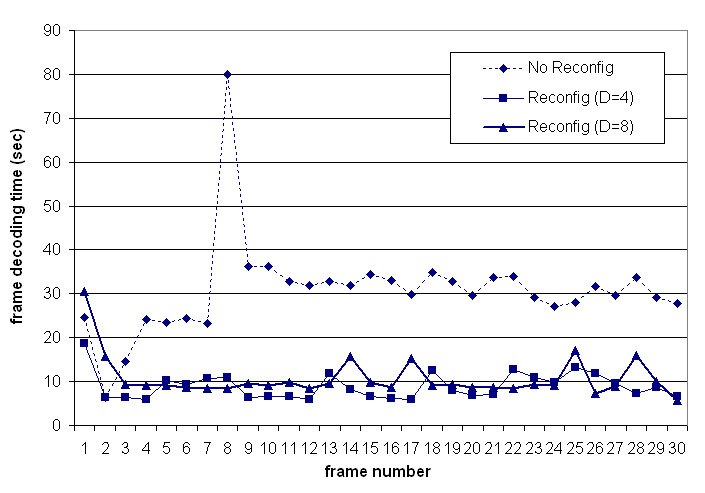 90
80
70
60
50
40
30
20
10
0
frame decoding time (sec)
No Reconfig
Reconfig (D=4)
Reconfig (D=8)
1 2 3 4 5 6 7 8 9 10 11 12 13 14 15 16 17 18 19 20 21 22 23 24 25 26 27 28 29 30
frame number